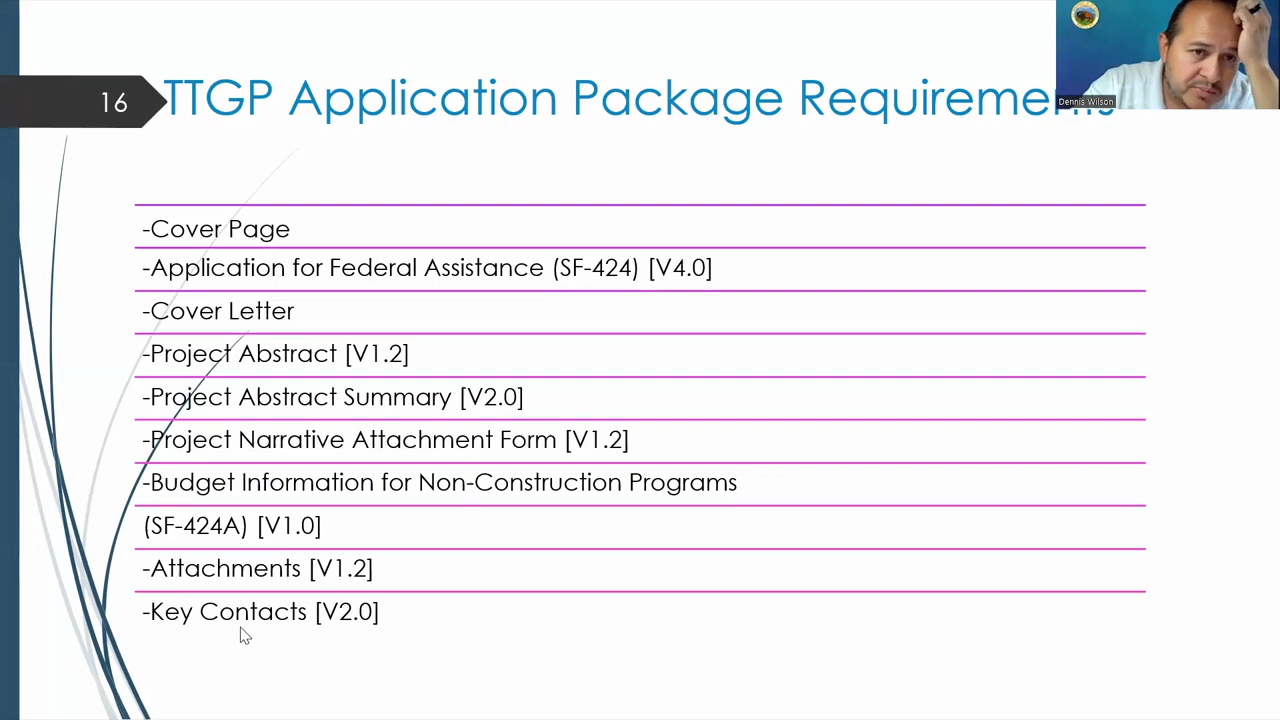 16
TTGP Application Package Requirements
Dennis Wilson
-Cover Page
-Application for Federal Assistance (SF-424) [V4.0]
-Cover Letter
-Project Abstract [V1.2]
-Project Abstract Summary [V2.0]
-Project Narrative Attachment Form [V1.2]
-Budget Information for Non-Construction Programs
(SF-424A) [V1.0]
-Attachments [V1.2]
-Key Contacts [V2.0]